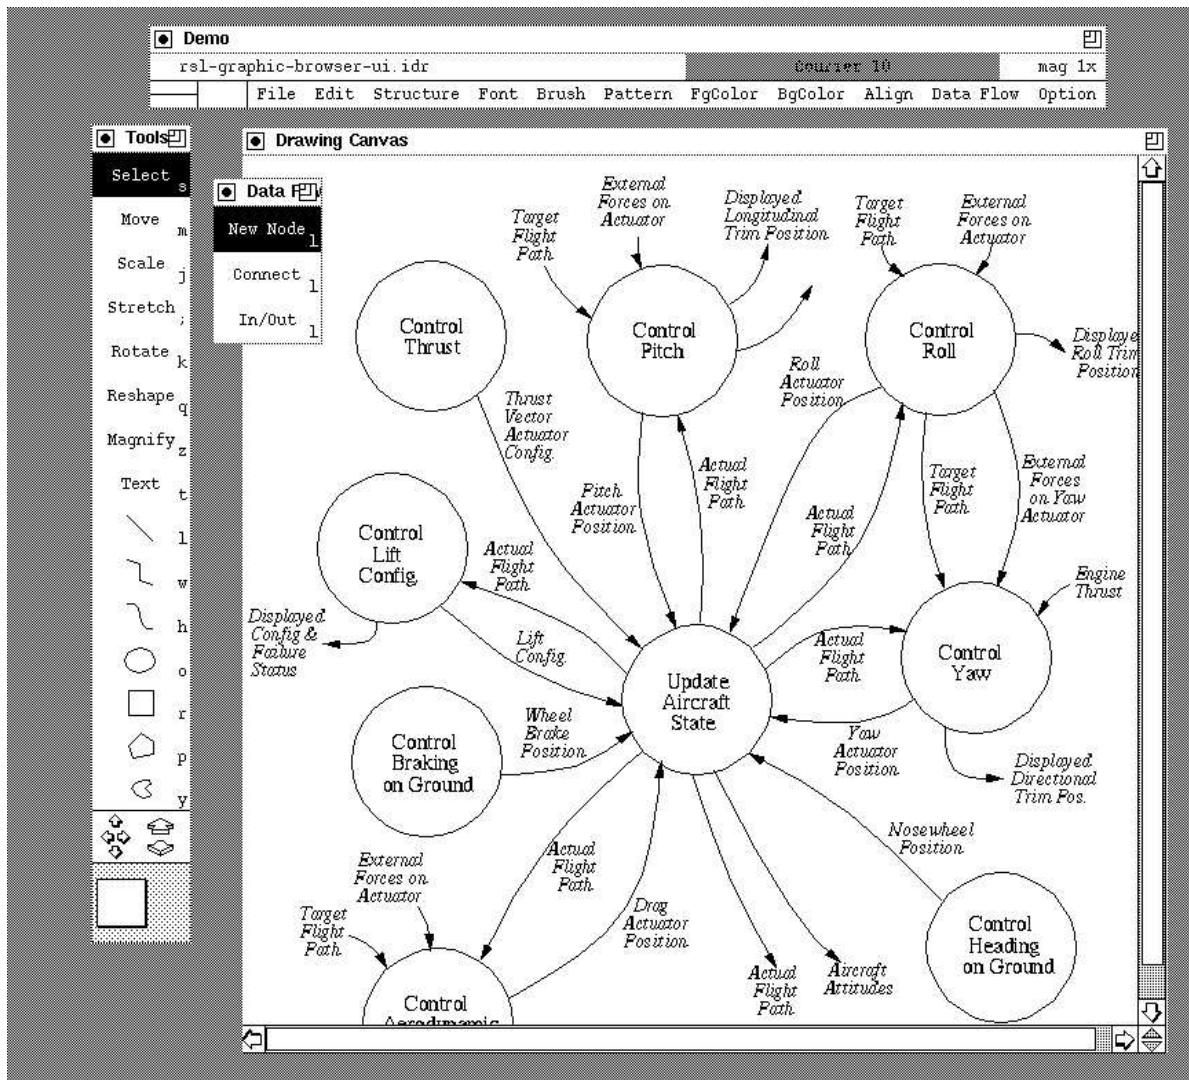 Demo
rsl-graphic-browser-ui.idr
Courier 10
mag 1x
File Edit Structure Font Brush Pattern FgColor BgColor Align Data Flow Option
Tools
Select s
Move m
Scale j
Stretch ;
Rotate k
Reshape q
Magnify z
Text t
l
w
h
o
r
p
y
Drawing Canvas
Data F
New Node l
Connect l
In/Out l
Target
Flight
Path
External
Forces on
Actuator
Displayed
Longitudinal
Trim Position
Target
Flight
Path
External
Forces on
Actuator
Control
Thrust
Control
Pitch
Control
Roll
Displaye
Roll Trim
Position
Roll
Actuator
Position
Thrust
Vector
Actuator
Config.
Pitch
Actuator
Position
Actual
Flight
Path
Actual
Flight
Path
Target
Flight
Path
External
Forces
on Yaw
Actuator
Control
Lift
Config.
Actual
Flight
Path
Engine
Thrust
Displayed
Config &
Failure
Status
Lift
Config.
Update
Aircraft
State
Actual
Flight
Path
Control
Yaw
Control
Braking
on Ground
Wheel
Brake
Position
Yaw
Actuator
Position
Displayed
Directional
Trim Pos.
Nosewheel
Position
External
Forces on
Actuator
Actual
Flight
Path
Target
Flight
Path
Drag
Actuator
Position
Control
Heading
on Ground
Actual
Flight
Path
Aircraft
Attitudes
Control
Aerodynamic